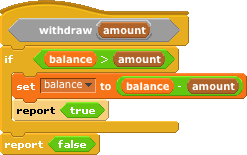 withdraw amount
if balance > amount
set balance to balance - amount
report true
report false